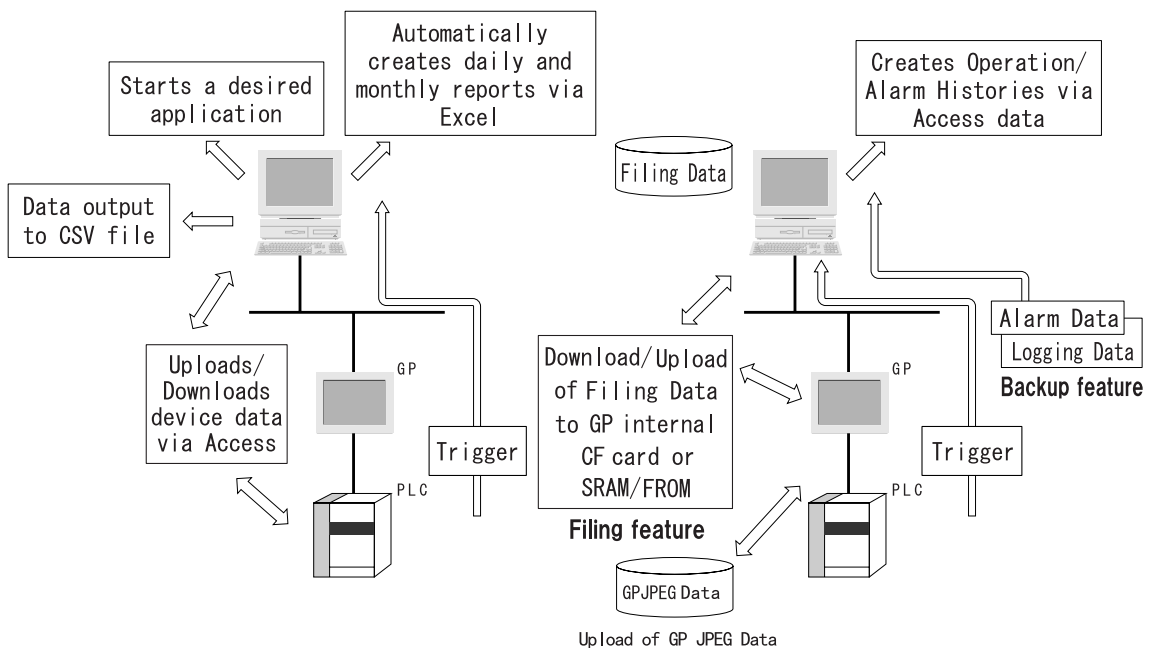 Automatically
creates daily and
monthly reports via
Excel
Starts a desired
application
Data output
to CSV file
Uploads/
Downloads
device data
via Access
GP
PLC
Trigger
Creates Operation/
Alarm Histories via
Access data
Filing Data
Alarm Data
Logging Data
Backup feature
Download/Upload
of Filing Data
to GP internal
CF card or
SRAM/FROM
Filing feature
GP
PLC
Trigger
GPJPEG Data
Upload of GP JPEG Data